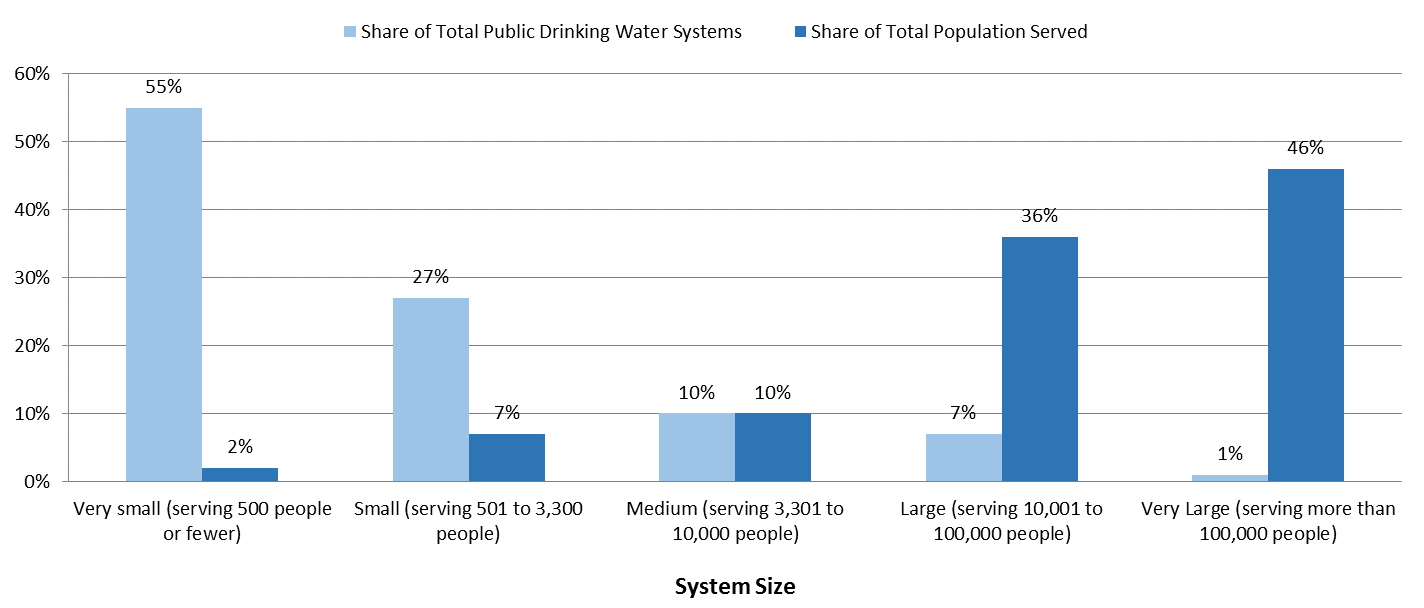 Share of Total Public Drinking Water Systems
Share of Total Population Served
60%
50%
40%
30%
20%
10%
0%
55%
2%
27%
7%
10%
10%
7%
36%
1%
46%
Very small (serving 500 people
or fewer)
Small (serving 501 to 3,300
people)
Medium (serving 3,301 to
10,000 people)
Large (serving 10,001 to
100,000 people)
Very Large (serving more than
100,000 people)
System Size